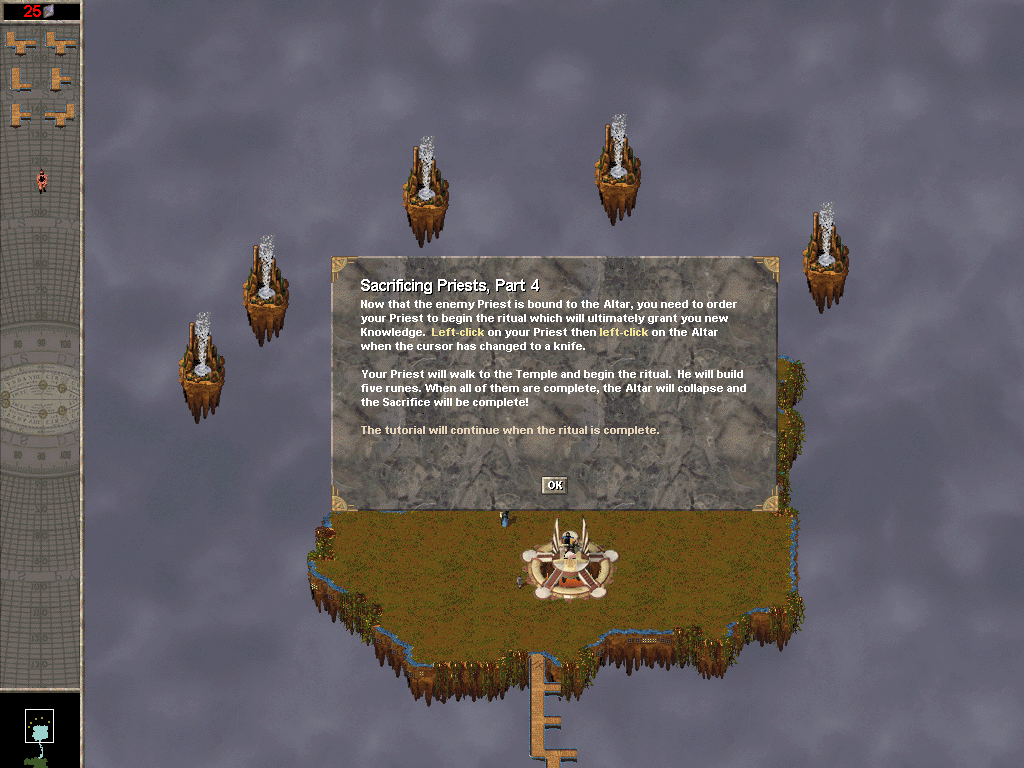 25
Sacrificing Priests, Part 4
Now that the enemy Priest is bound to the Altar, you need to order
your Priest to begin the ritual which will ultimately grant you new
Knowledge. Left-click on your Priest then left-click on the Altar
when the cursor has changed to a knife.
Your Priest will walk to the Temple and begin the ritual. He will build
five runes. When all of them are complete, the Altar will collapse and
the Sacrifice will be complete!
The tutorial will continue when the ritual is complete.
OK